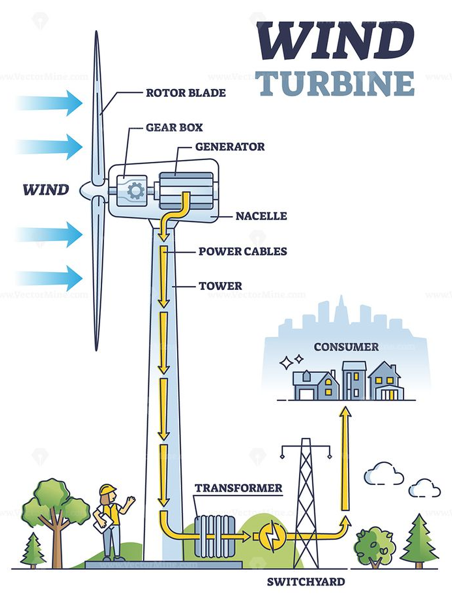 WIND
TURBINE
ROTOR BLADE
GEAR BOX
GENERATOR
WIND
NACELLE
POWER CABLES
TOWER
CONSUMER
TRANSFORMER
SWITCHYARD